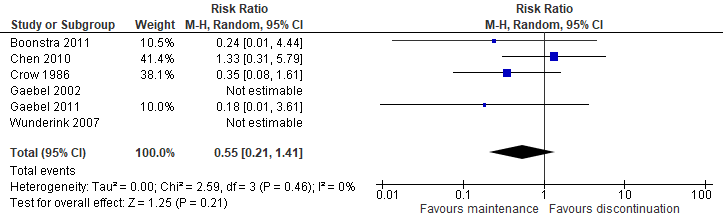 Risk Ratio Risk Ratio
Study or Subgroup Weight M-H, Random, 95% CI M-H, Random, 95% CI
Boonstra 2011 10.5% 0.24 [0.01, 4.44]
Chen 2010 41.4% 1.33 [0.31, 5.79]
Crow 1986 38.1% 0.35 [0.08, 1.61]
Gaebel 2002 Not estimable
Gaebel 2011 10.0% 0.18 [0.01, 3.61]
Wunderink 2007 Not estimable
Total (95% CI) 100.0% 0.55 [0.21, 1.41]
Total events
Heterogeneity: Tau² = 0.00; Chi² = 2.59, df = 3 (P = 0.46); I² = 0%
Test for overall effect: Z = 1.25 (P = 0.21)
0.01 0.1 1 10 100
Favours maintenance Favours discontinuation